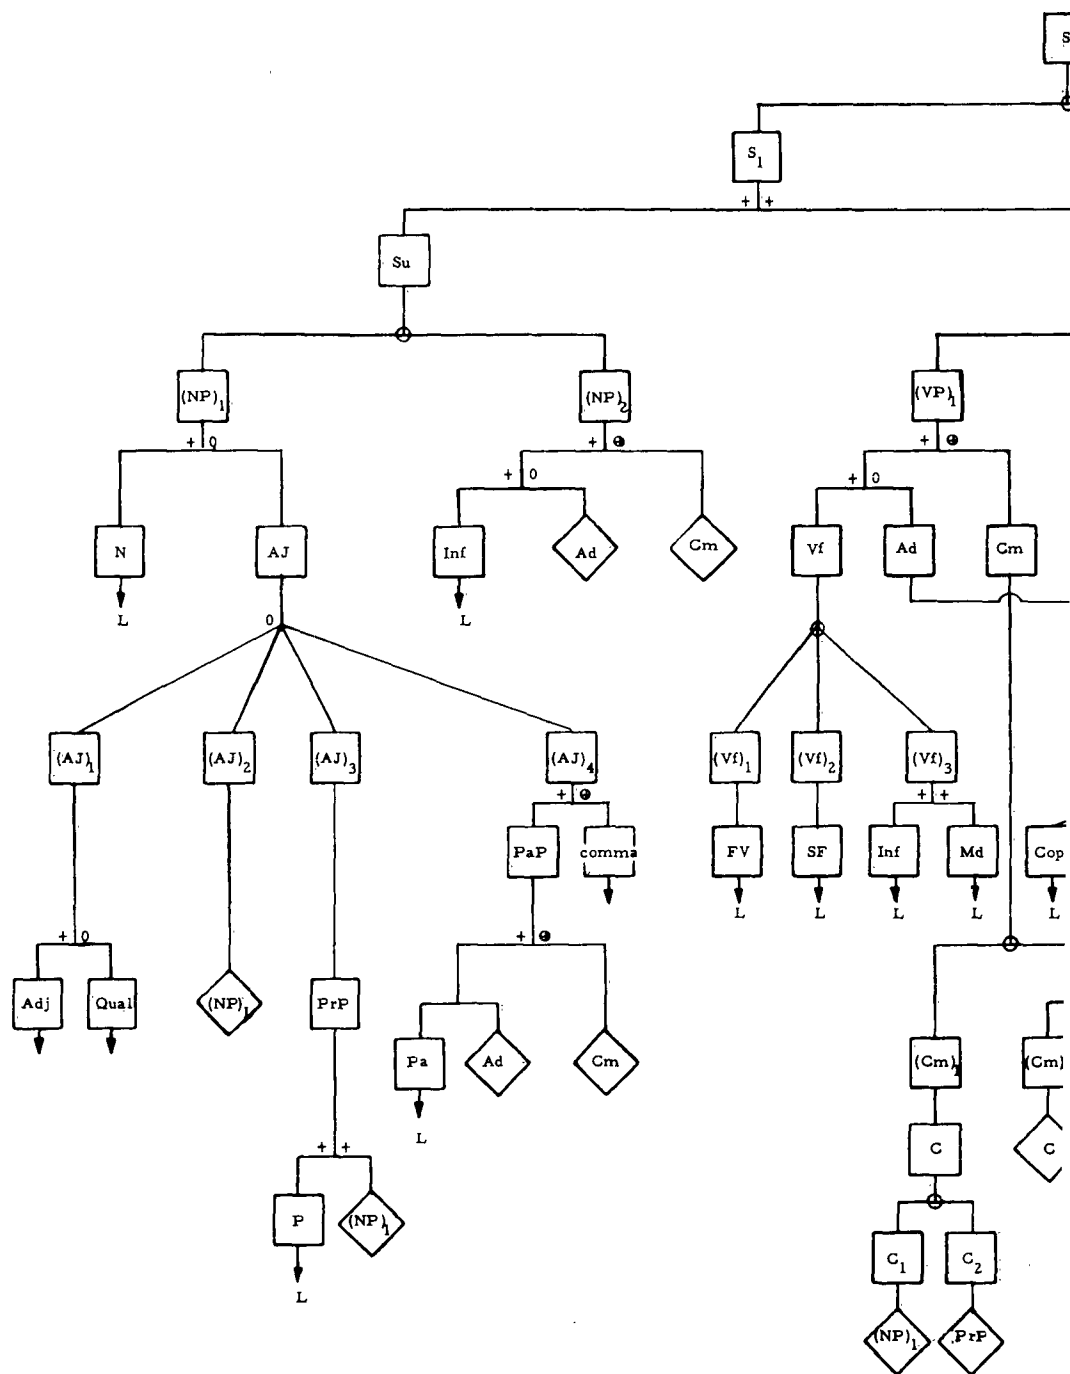 S
S1
+ +
Su
(NP)1 (NP)2 (VP)1
+ 0 + +
+ 0 + 0
N AJ Inf Ad Cm Vf Ad Cm
L L
0
(AJ)1 (AJ)2 (AJ)3 (AJ)4 (Vf)1 (Vf)2 (Vf)3
+ + +
PaP comma FV SF Inf Md Cop
L L L L L
+ 0 +
Adj Qual (NP)1 PrP
Pa Ad Cm (Cm)1 (Cm)
L
+ +
C C
P (NP)1
C1 C2
L
(NP)1 PrP